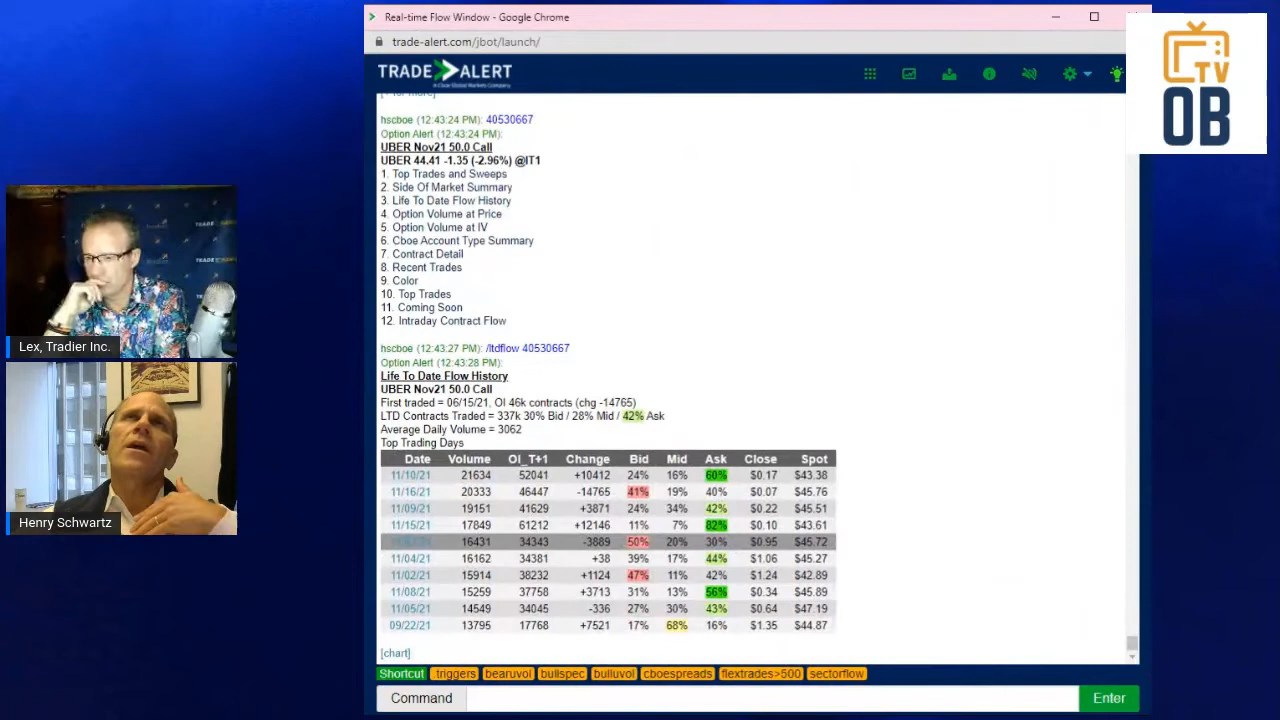 Real-time Flow Window - Google Chrome
trade-alert.com/jbot/launch/
TRADE ALERT
A Cboe Global Markets Company
TV
OB
hscboe (12:43:24 PM): 40530667
Option Alert (12:43:24 PM):
UBER Nov21 50.0 Call
UBER 44.41 -1.35 (-2.96%) @IT1
1. Top Trades and Sweeps
2. Side Of Market Summary
3. Life To Date Flow History
4. Option Volume at Price
5. Option Volume at IV
6. Cboe Account Type Summary
7. Contract Detail
8. Recent Trades
9. Color
10. Top Trades
11. Coming Soon
12. Intraday Contract Flow
hscboe (12:43:27 PM): /ltdflow 40530667
Option Alert (12:43:28 PM):
Life To Date Flow History
UBER Nov21 50.0 Call
First traded = 06/15/21, OI 46k contracts (chg -14765)
LTD Contracts Traded = 337k 30% Bid / 28% Mid / 42% Ask
Average Daily Volume = 3062
Top Trading Days
Date Volume OI_T+1 Change Bid Mid Ask Close Spot
11/10/21 21634 52041 +10412 24% 16% 60% $0.17 $43.38
11/16/21 20333 46447 -14765 41% 19% 40% $0.07 $45.76
11/09/21 19151 41629 +3871 24% 34% 42% $0.22 $45.51
11/15/21 17849 61212 +12146 11% 7% 82% $0.10 $43.61
16431 34343 -3889 50% 20% 30% $0.95 $45.72
11/04/21 16162 34381 +38 39% 17% 44% $1.06 $45.27
11/02/21 15914 38232 +1124 47% 11% 42% $1.24 $42.89
11/08/21 15259 37758 +3713 31% 13% 56% $0.34 $45.89
11/05/21 14549 34045 -336 27% 30% 43% $0.64 $47.19
09/22/21 13795 17768 +7521 17% 68% 16% $1.35 $44.87
[chart]
Shortcut triggers bearuvol bullspec bulluvol cboespreads flextrades>500 sectorflow
Command Enter
Lex, Tradier Inc.
Henry Schwartz